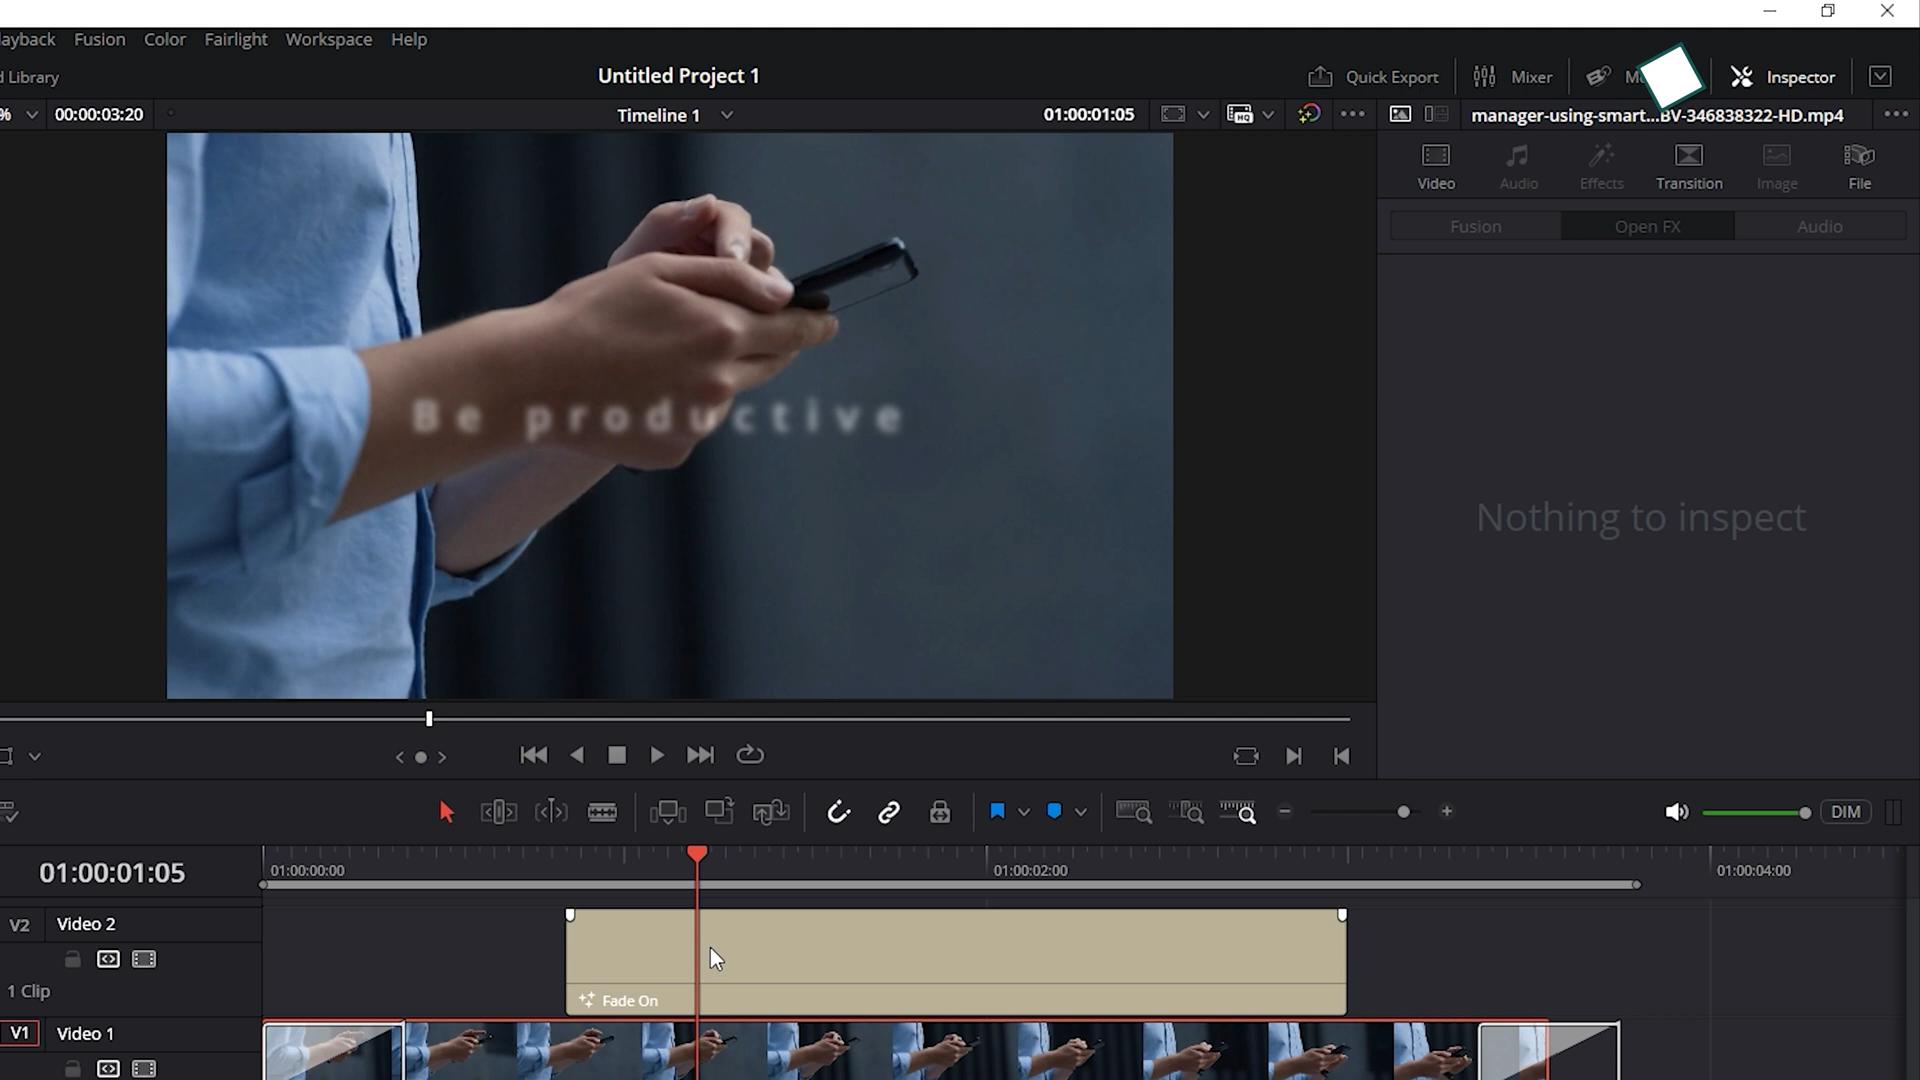 Fusion Color Fairlight Workspace Help
Library
Untitled Project 1
Quick Export
Mixer
Inspector
%
00:00:03:20
Timeline 1
01:00:01:05
manager-using-smart...BV-346838322-HD.mp4
Video
Audio
Effects
Transition
Image
File
Fusion
Open FX
Audio
Be productive
Nothing to inspect
DIM
01:00:01:05
01:00:00:00
01:00:02:00
01:00:04:00
V2
Video 2
1 Clip
Fade On
V1
Video 1